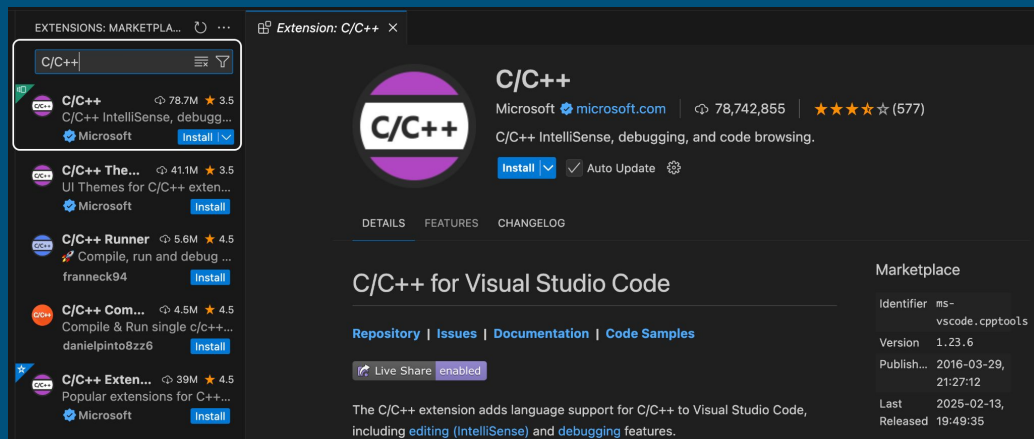 EXTENSIONS: MARKETPLA...
C/C++
C/C++ 78.7M ★ 3.5
C/C++ IntelliSense, debugg...
Microsoft Install
C/C++ The... 41.1M ★ 3.5
UI Themes for C/C++ exten...
Microsoft Install
C/C++ Runner 5.6M ★ 4.5
🚀 Compile, run and debug ...
franneck94 Install
C/C++ Com... 4.5M ★ 4.5
Compile & Run single c/c++...
danielpinto8zz6 Install
C/C++ Exten... 39M ★ 4.5
Popular extensions for C++...
Microsoft Install
Extension: C/C++
C/C++
C/C++
Microsoft microsoft.com | 78,742,855 | (577)
C/C++ IntelliSense, debugging, and code browsing.
Install Auto Update
DETAILS FEATURES CHANGELOG
C/C++ for Visual Studio Code
Repository | Issues | Documentation | Code Samples
Live Share enabled
The C/C++ extension adds language support for C/C++ to Visual Studio Code,
including editing (IntelliSense) and debugging features.
Marketplace
Identifier ms-
vscode.cpptools
Version 1.23.6
Publish... 2016-03-29,
21:27:12
Last 2025-02-13,
Released 19:49:35